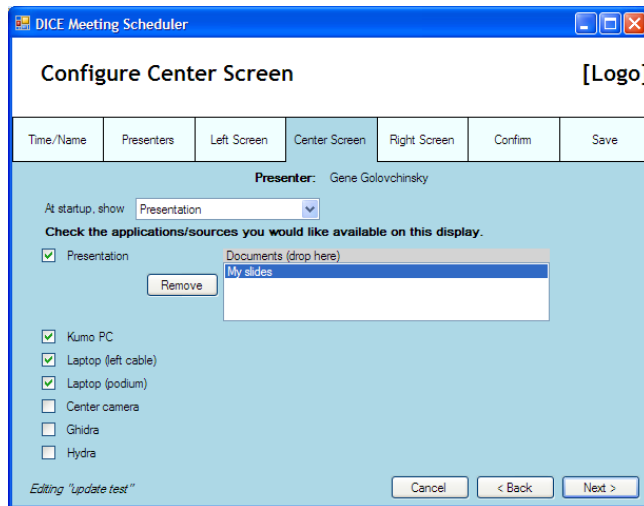 DICE Meeting Scheduler
Configure Center Screen [Logo]
Time/Name Presenters Left Screen Center Screen Right Screen Confirm Save
Presenter: Gene Golovchinsky
At startup, show Presentation
Check the applications/sources you would like available on this display.
Presentation Documents (drop here)
My slides
Remove
Kumo PC
Laptop (left cable)
Laptop (podium)
Center camera
Ghidra
Hydra
Editing "update test" Cancel < Back Next >